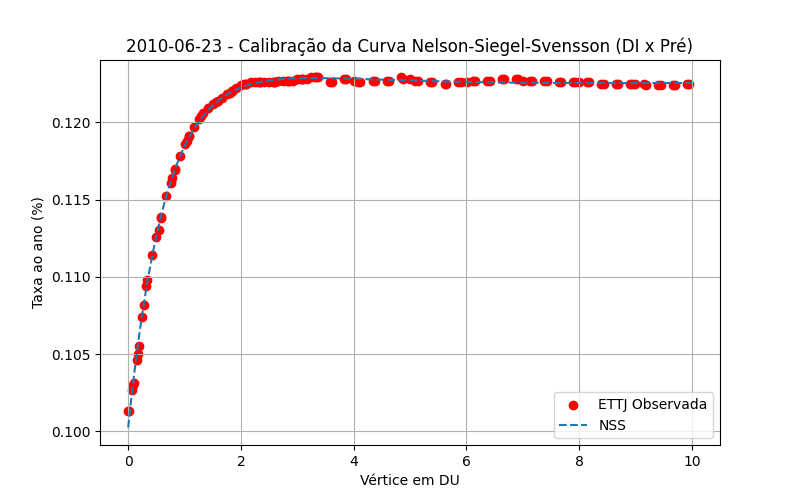 2010-06-23 - Calibração da Curva Nelson-Siegel-Svensson (DI x Pré)
Taxa ao ano (%)
0.120
0.115
0.110
0.105
0.100
ETTJ Observada
NSS
0 2 4 6 8 10
Vértice em DU